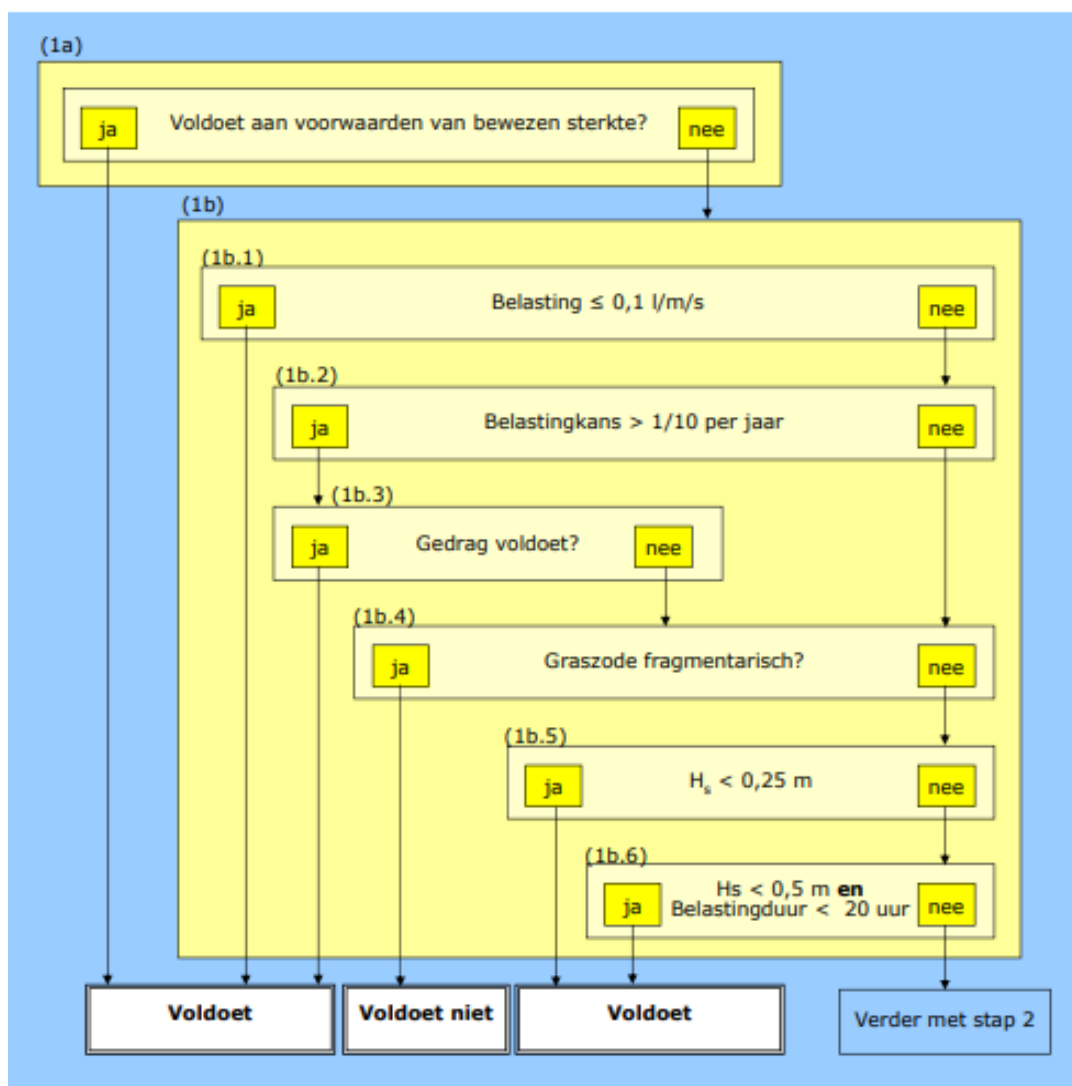 (1a)
ja
Voldoet aan voorwaarden van bewezen sterkte?
nee
(1b)
(1b.1)
ja
Belasting ≤ 0,1 l/m/s
nee
(1b.2)
ja
Belastingkans > 1/10 per jaar
nee
(1b.3)
ja
Gedrag voldoet?
nee
(1b.4)
ja
Graszode fragmentarisch?
nee
(1b.5)
ja
Hs < 0,25 m
nee
(1b.6)
ja
Hs < 0,5 m en
Belastingduur < 20 uur
nee
Voldoet
Voldoet niet
Voldoet
Verder met stap 2